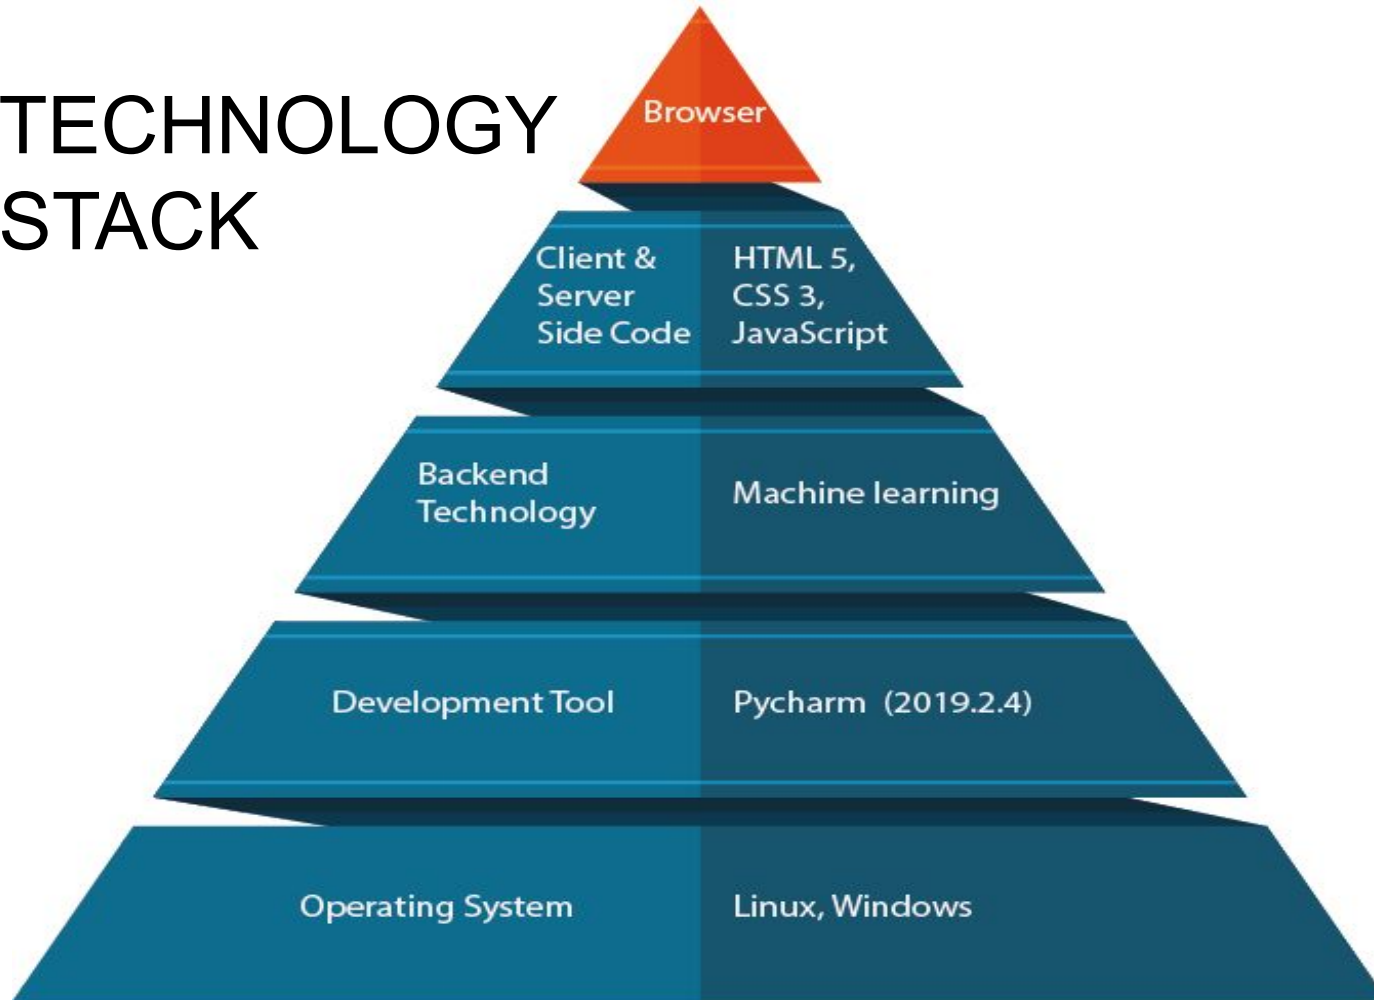 TECHNOLOGY
STACK
Browser
Client &
Server
Side Code
HTML 5,
CSS 3,
JavaScript
Backend
Technology
Machine learning
Development Tool
Pycharm (2019.2.4)
Operating System
Linux, Windows